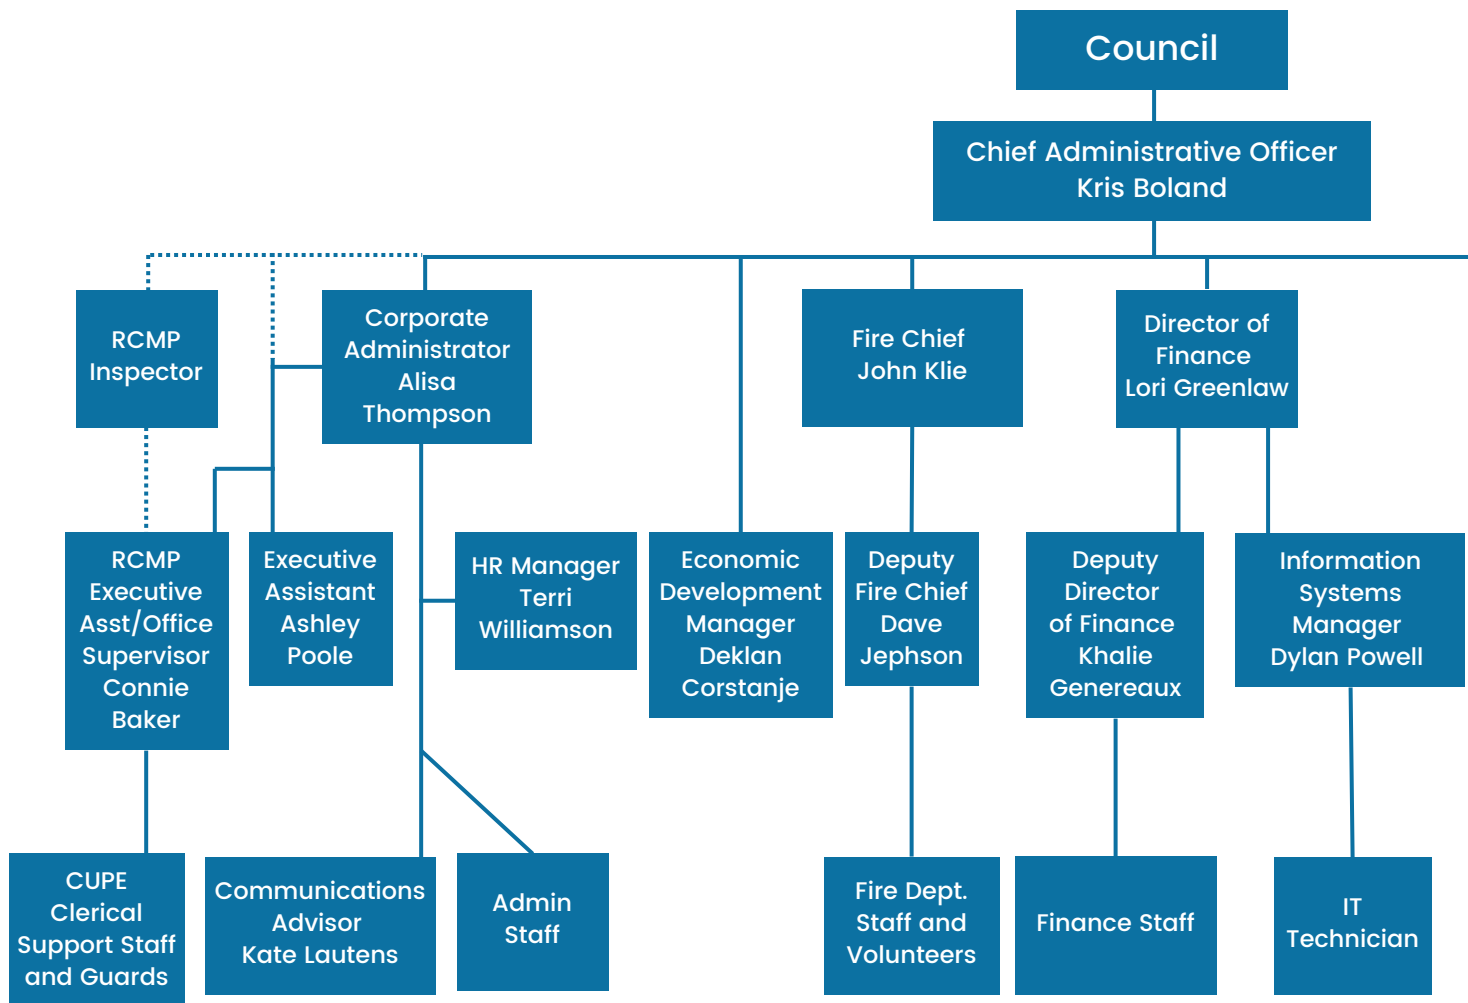 Council
Chief Administrative Officer
Kris Boland
RCMP
Inspector
Corporate
Administrator
Alisa
Thompson
Fire Chief
John Klie
Director of
Finance
Lori Greenlaw
RCMP
Executive
Asst/Office
Supervisor
Connie
Baker
Executive
Assistant
Ashley
Poole
HR Manager
Terri
Williamson
Economic
Development
Manager
Deklan
Corstanje
Deputy
Fire Chief
Dave
Jephson
Deputy
Director
of Finance
Khalie
Genereaux
Information
Systems
Manager
Dylan Powell
CUPE
Clerical
Support Staff
and Guards
Communications
Advisor
Kate Lautens
Admin
Staff
Fire Dept.
Staff and
Volunteers
Finance Staff
IT
Technician